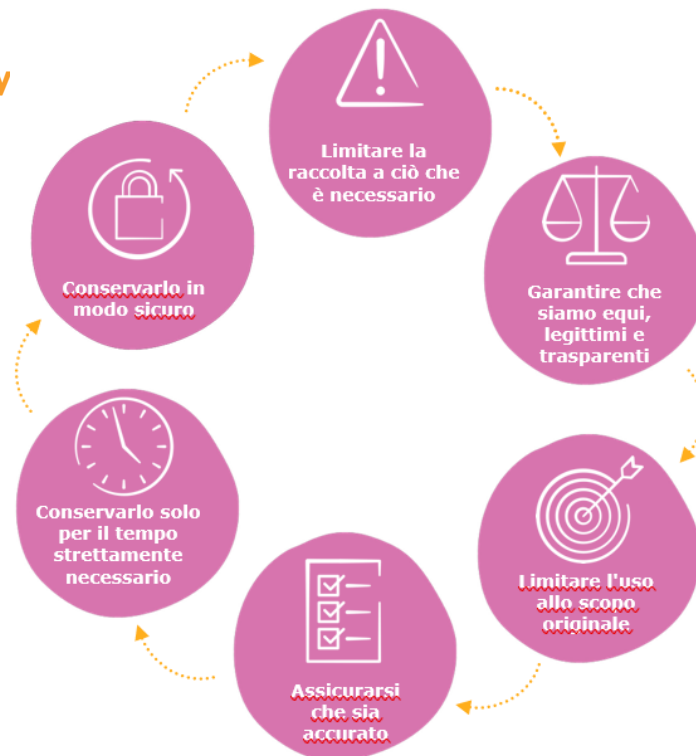 Limitare la
raccolta a ciò che
è necessario
Garantire che
siamo equi,
legittimi e
trasparenti
Limitare l'uso
allo scopo
originale
Assicurarsi
che sia
accurato
Conservarlo solo
per il tempo
strettamente
necessario
Conservarlo in
modo sicuro